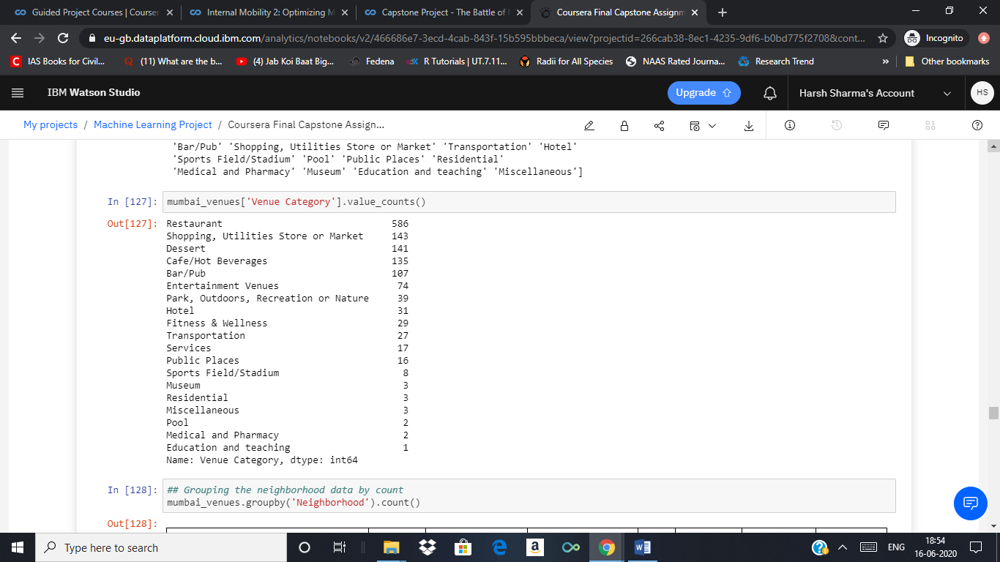 Guided Project Courses | Courser
Internal Mobility 2: Optimizing M
Capstone Project - The Battle of
Coursera Final Capstone Assignm
eu-gb.dataplatform.cloud.ibm.com/analytics/notebooks/v2/466686e7-3ecd-4cab-843f-15b595bbbeca/view?projectid=266cab38-8ec1-4235-9df6-b0bd775f2708&cont...
Incognito
IAS Books for Civil...
(11) What are the b...
(4) Jab Koi Baat Big...
Fedena
R Tutorials | UT.7.11...
Radii for All Species
NAAS Rated Journa...
Research Trend
»
Other bookmarks
IBM Watson Studio
Upgrade
Harsh Sharma's Account
HS
My projects / Machine Learning Project / Coursera Final Capstone Assign...
'Bar/Pub' 'Shopping, Utilities Store or Market' 'Transportation' 'Hotel'
'Sports Field/Stadium' 'Pool' 'Public Places' 'Residential'
'Medical and Pharmacy' 'Museum' 'Education and teaching' 'Miscellaneous']
In [127]: mumbai_venues['Venue Category'].value_counts()
Out[127]: Restaurant 586
Shopping, Utilities Store or Market 143
Dessert 141
Cafe/Hot Beverages 135
Bar/Pub 107
Entertainment Venues 74
Park, Outdoors, Recreation or Nature 39
Hotel 31
Fitness & Wellness 29
Transportation 27
Services 17
Public Places 16
Sports Field/Stadium 8
Museum 3
Residential 3
Miscellaneous 3
Pool 2
Medical and Pharmacy 2
Education and teaching 1
Name: Venue Category, dtype: int64
In [128]: ## Grouping the neighborhood data by count
mumbai_venues.groupby('Neighborhood').count()
Out[128]:
Type here to search
ENG
18:54
16-06-2020